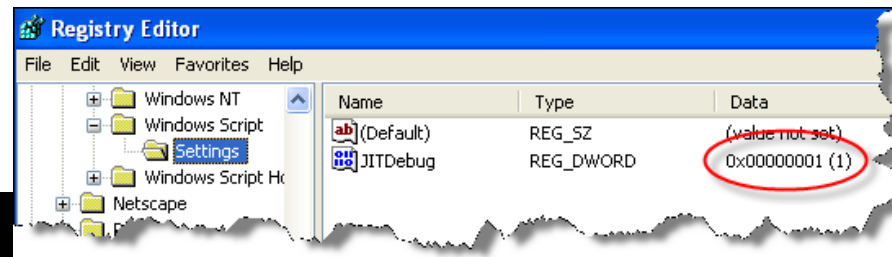 Registry Editor
File Edit View Favorites Help
Windows NT
Windows Script
Settings
Windows Script Ho
Netscape
Name Type Data
(Default) REG_SZ (value not set)
JITDebug REG_DWORD 0x00000001 (1)